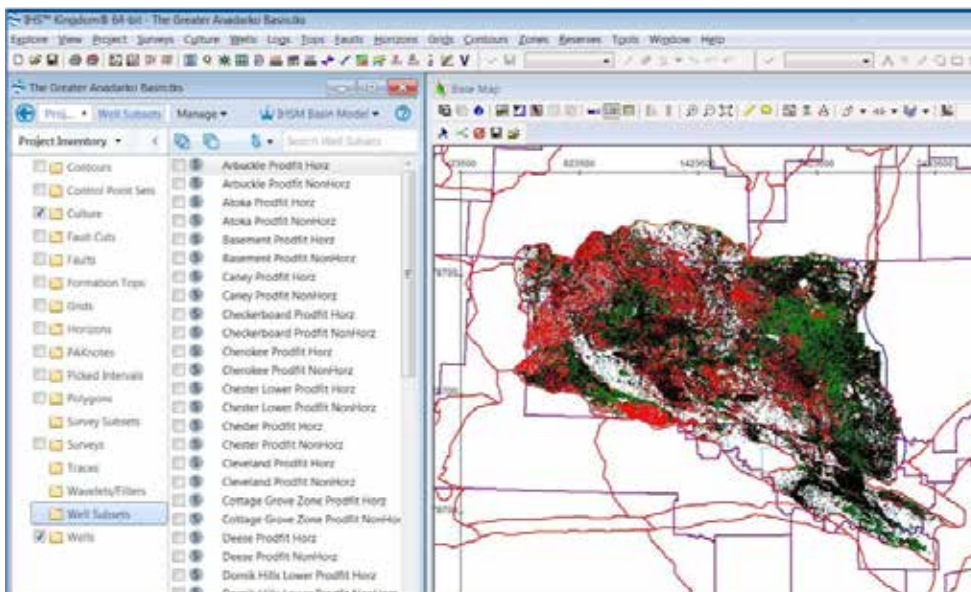 IHS™ Kingdom® 64-bit - The Greater Anadarko Basin.tks
Explore View Project Surveys Culture Wells Logs Tops Faults Horizons Grids Contours Zones Reserves Tools Window Help
The Greater Anadarko Basin.tks
Base Map
Proj... Well Subsets Manage IHSM Basin Model
Project Inventory Search Well Subsets
Contours
Control Point Sets
Culture
Fault Cuts
Faults
Formation Tops
Grids
Horizons
PAKnotes
Picked Intervals
Polygons
Survey Subsets
Surveys
Traces
Wavelets/Filters
Well Subsets
Wells
Arbuckle Prodfit Horz
Arbuckle Prodfit NonHorz
Atoka Prodfit Horz
Atoka Prodfit NonHorz
Basement Prodfit Horz
Basement Prodfit NonHorz
Caney Prodfit Horz
Caney Prodfit NonHorz
Checkerboard Prodfit Horz
Checkerboard Prodfit NonHorz
Cherokee Prodfit Horz
Cherokee Prodfit NonHorz
Chester Lower Prodfit Horz
Chester Lower Prodfit NonHorz
Chester Prodfit Horz
Chester Prodfit NonHorz
Cleveland Prodfit Horz
Cleveland Prodfit NonHorz
Cottage Grove Zone Prodfit Horz
Cottage Grove Zone Prodfit NonHor
Deese Prodfit Horz
Deese Prodfit NonHorz
Dornik Hills Lower Prodfit Horz